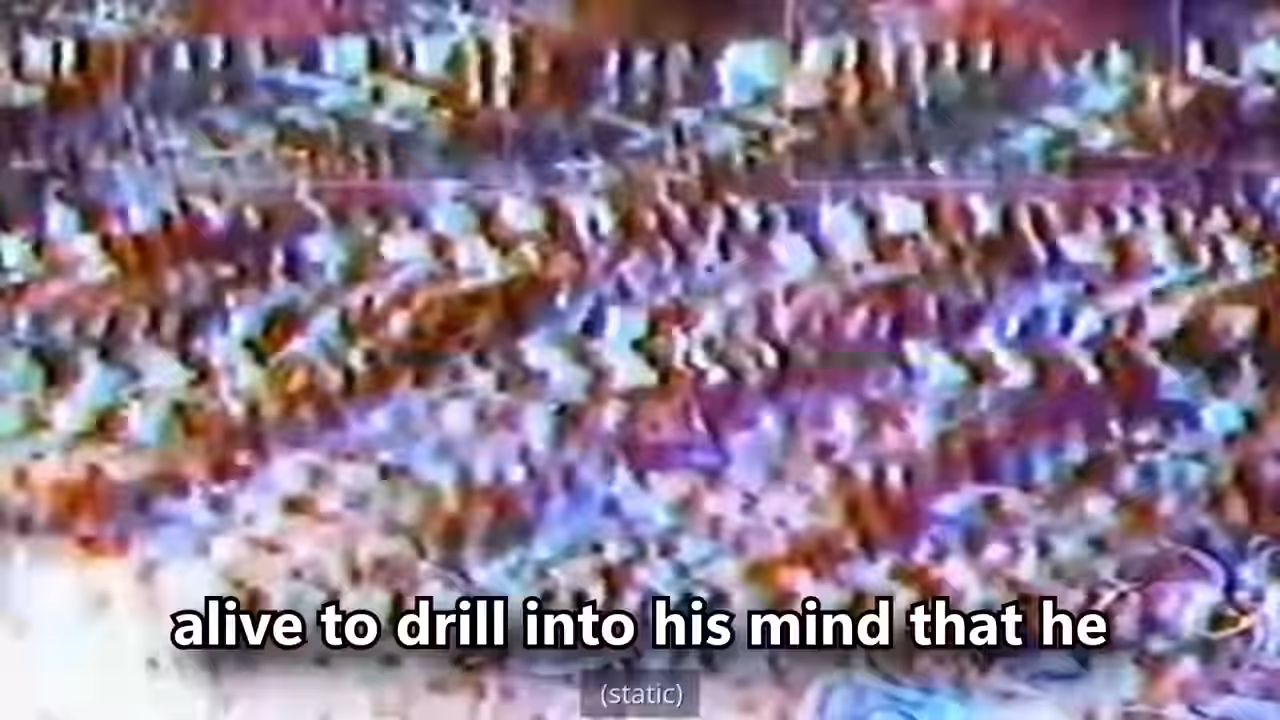 alive to drill into his mind that he
(static)